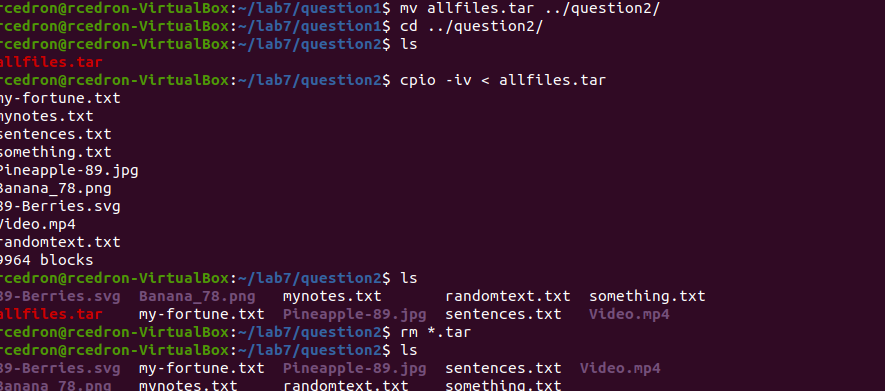 rcedron@rcedron-VirtualBox:~/lab7/question1$ mv allfiles.tar ../question2/
rcedron@rcedron-VirtualBox:~/lab7/question1$ cd ../question2/
rcedron@rcedron-VirtualBox:~/lab7/question2$ ls
allfiles.tar
rcedron@rcedron-VirtualBox:~/lab7/question2$ cpio -iv < allfiles.tar
my-fortune.txt
mynotes.txt
sentences.txt
something.txt
Pineapple-89.jpg
Banana_78.png
89-Berries.svg
Video.mp4
randomtext.txt
9964 blocks
rcedron@rcedron-VirtualBox:~/lab7/question2$ ls
89-Berries.svg Banana_78.png mynotes.txt randomtext.txt something.txt
allfiles.tar my-fortune.txt Pineapple-89.jpg sentences.txt Video.mp4
rcedron@rcedron-VirtualBox:~/lab7/question2$ rm *.tar
rcedron@rcedron-VirtualBox:~/lab7/question2$ ls
89-Berries.svg my-fortune.txt Pineapple-89.jpg sentences.txt Video.mp4
Banana_78.png mynotes.txt randomtext.txt something.txt